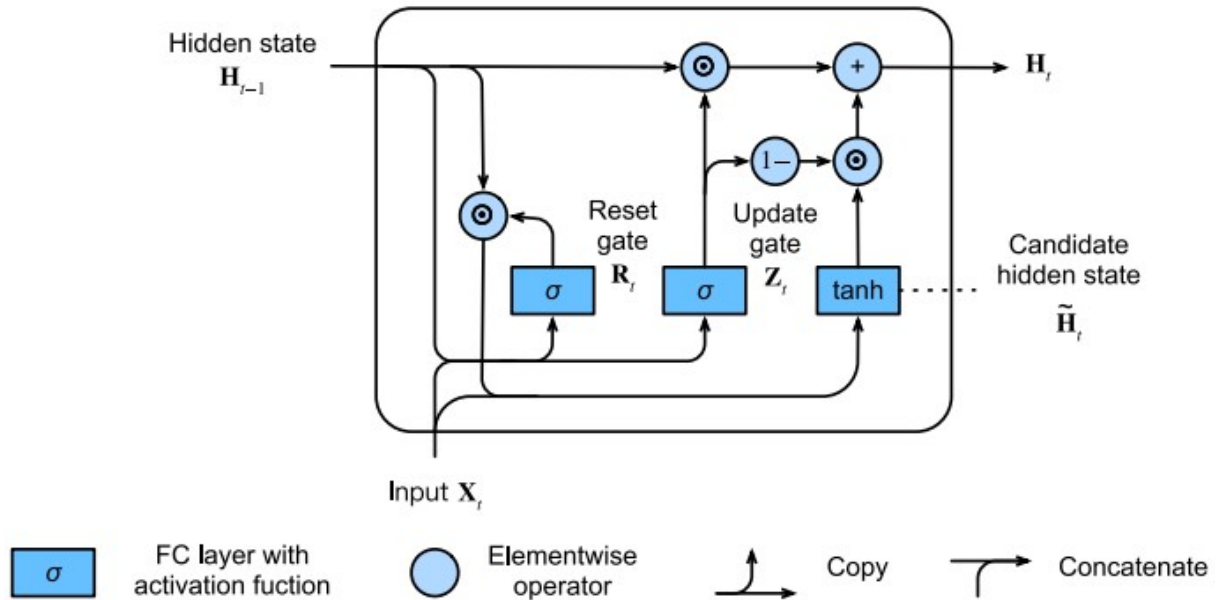 Hidden state
H_{t−1}
⊙
+
H_t
1−
⊙
⊙
Reset
gate
R_t
Update
gate
Z_t
σ
σ
tanh
Candidate
hidden state
H̃_t
Input X_t
σ
FC layer with
activation fuction
Elementwise
operator
Copy
Concatenate